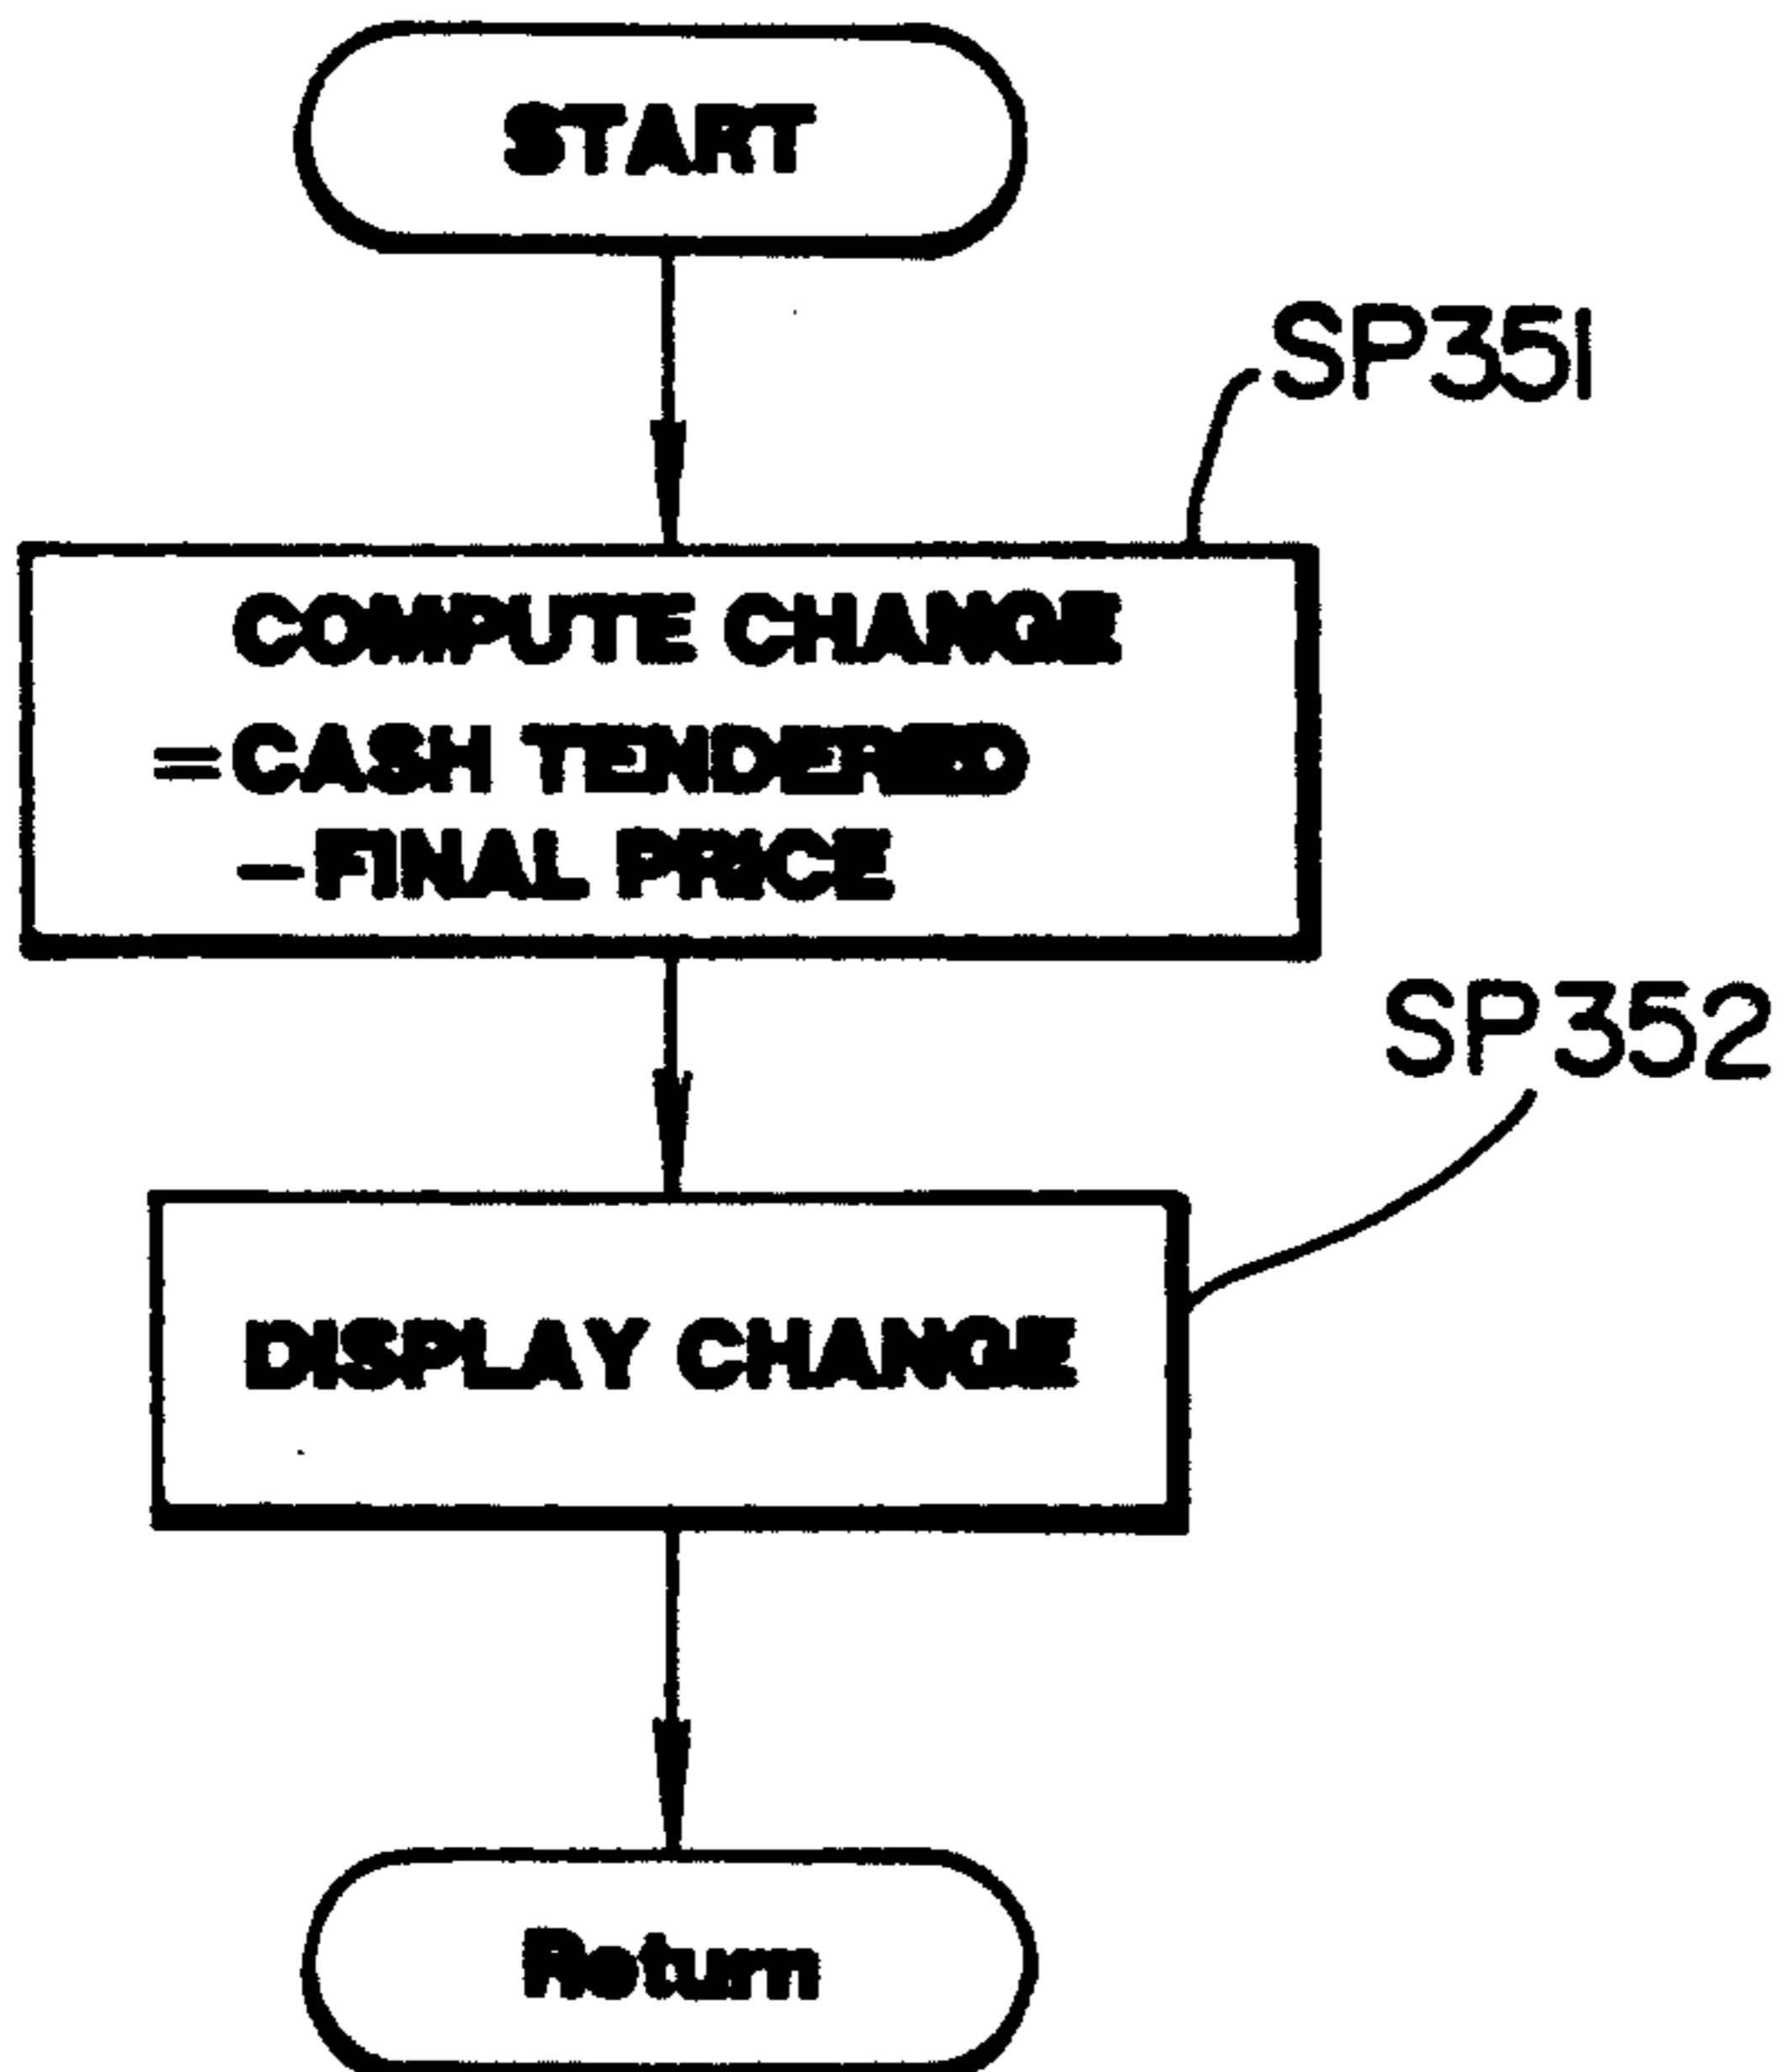 START
SP351
COMPUTE CHANGE
=CASH TENDERED
-FINAL PRICE
SP352
DISPLAY CHANGE
Return